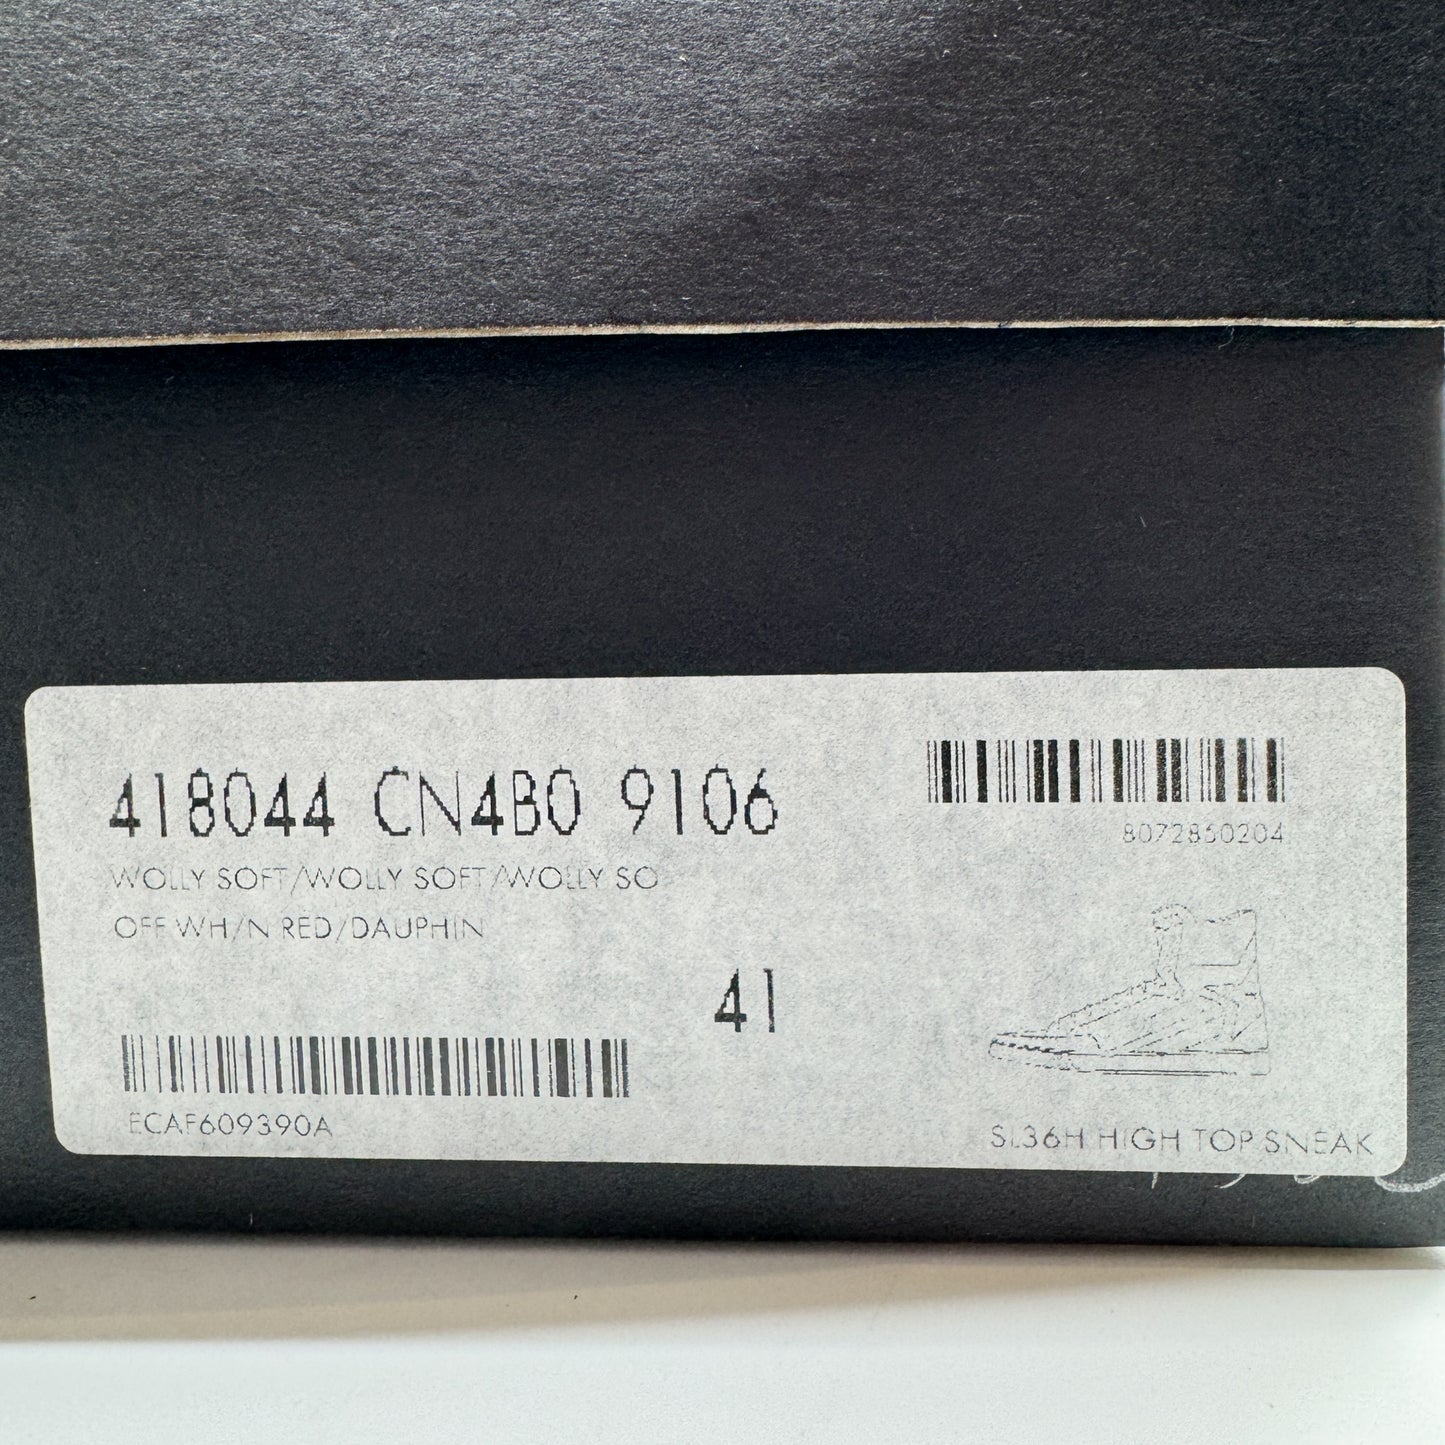 418044 CN4B0 9106
8072860204
WOLLY SOFT/WOLLY SOFT/WOLLY SO
OFF WH/N RED/DAUPHIN
41
ECAF609390A
SL36H HIGH TOP SNEAK